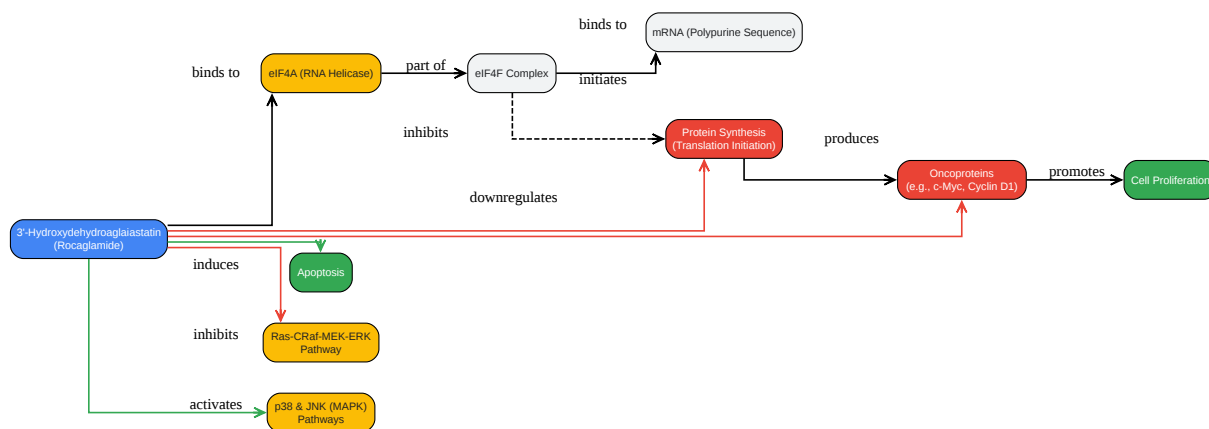 binds to
mRNA (Polypurine Sequence)
binds to
eIF4A (RNA Helicase)
part of
eIF4F Complex
initiates
inhibits
Protein Synthesis
(Translation Initiation)
produces
Oncoproteins
(e.g., c-Myc, Cyclin D1)
promotes
Cell Proliferation
downregulates
3'-Hydroxydehydroaglaiastatin
(Rocaglamide)
induces
Apoptosis
inhibits
Ras-CRaf-MEK-ERK
Pathway
activates
p38 & JNK (MAPK)
Pathways